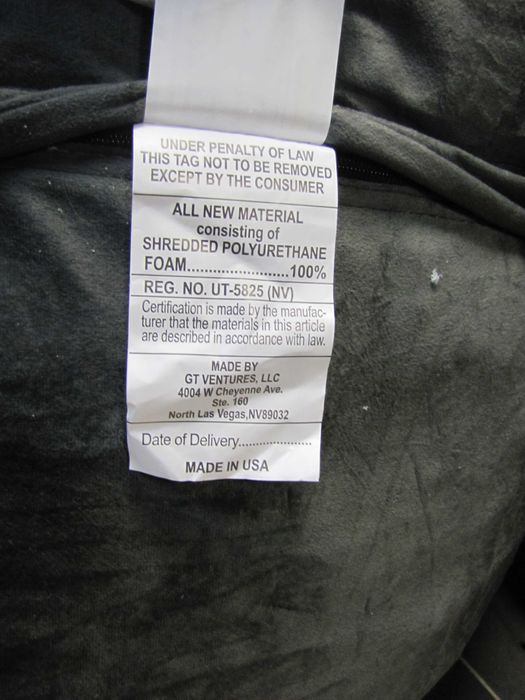 UNDER PENALTY OF LAW
THIS TAG NOT TO BE REMOVED
EXCEPT BY THE CONSUMER
ALL NEW MATERIAL
consisting of
SHREDDED POLYURETHANE
FOAM.......................100%
REG. NO. UT-5825 (NV)
Certification is made by the manufac-
turer that the materials in this article
are described in accordance with law.
MADE BY
GT VENTURES, LLC
4004 W Cheyenne Ave.
Ste. 160
North Las Vegas,NV89032
Date of Delivery..................
MADE IN USA